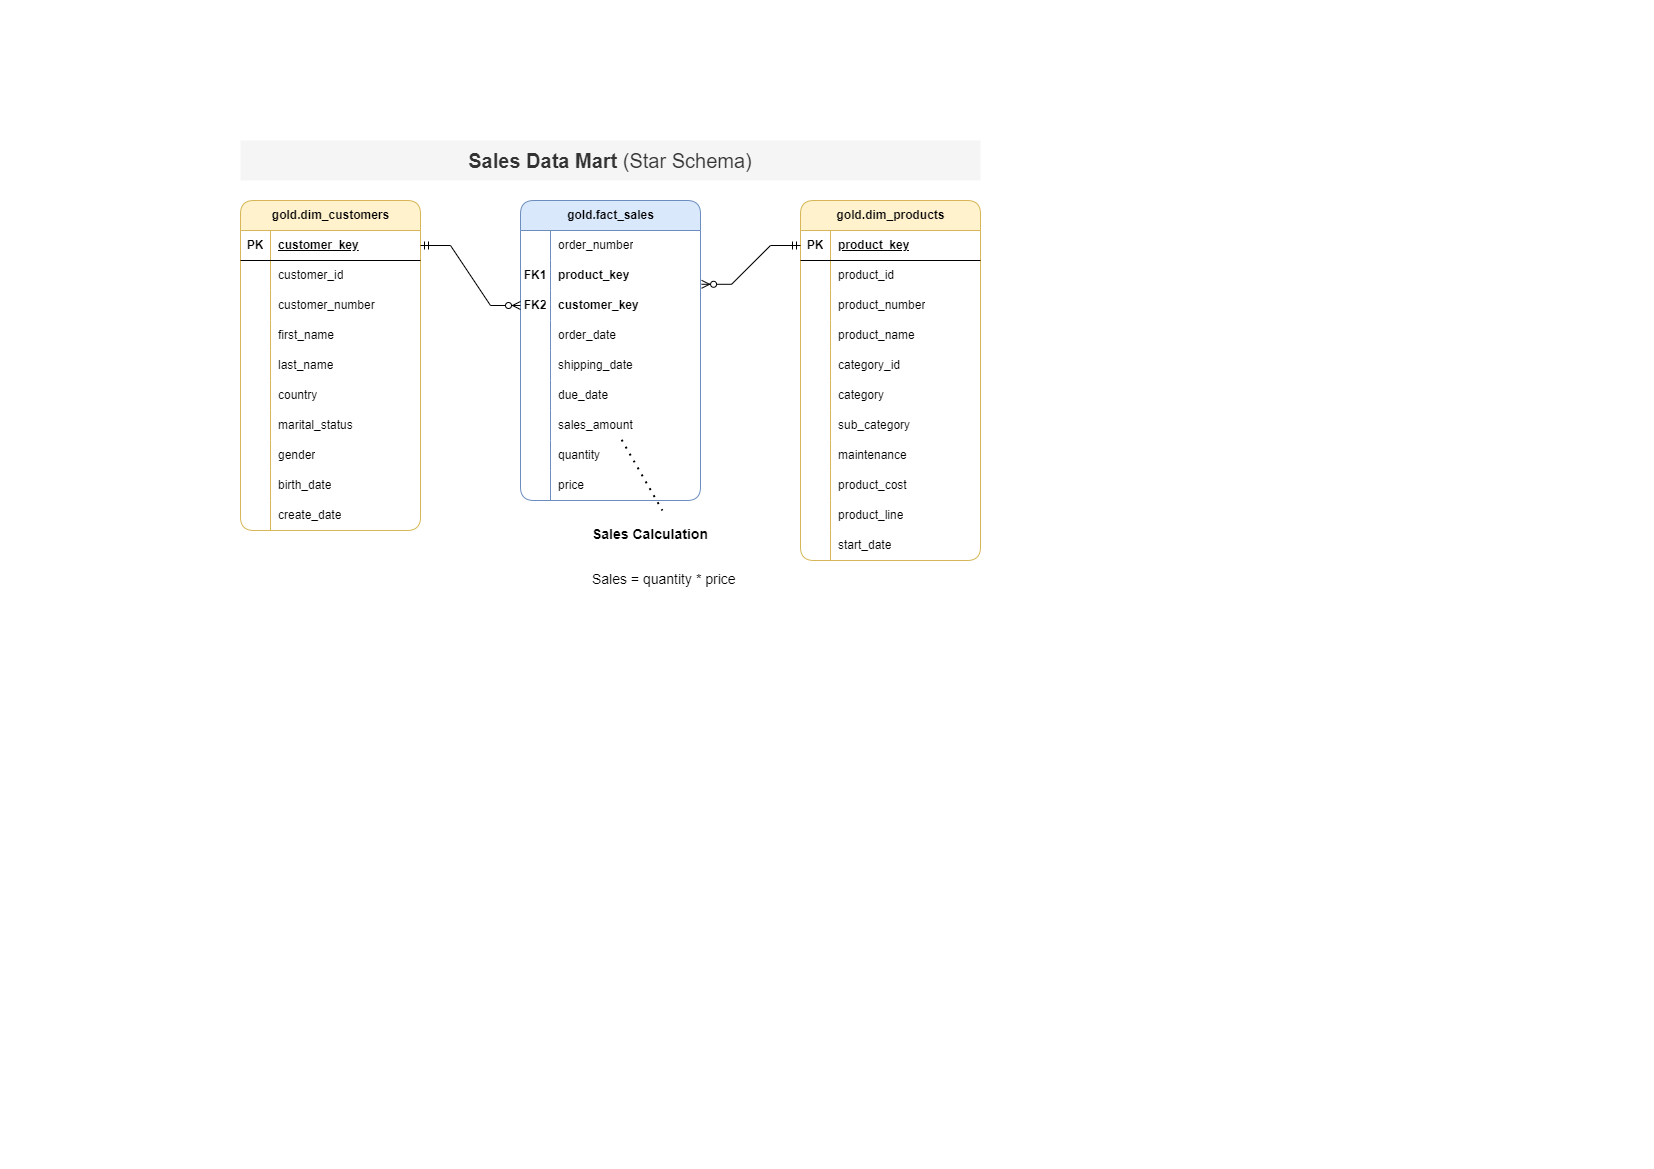 Sales Data Mart (Star Schema)
gold.dim_customers
PK customer_key
customer_id
customer_number
first_name
last_name
country
marital_status
gender
birth_date
create_date
gold.fact_sales
order_number
FK1 product_key
FK2 customer_key
order_date
shipping_date
due_date
sales_amount
quantity
price
Sales Calculation
Sales = quantity * price
gold.dim_products
PK product_key
product_id
product_number
product_name
category_id
category
sub_category
maintenance
product_cost
product_line
start_date